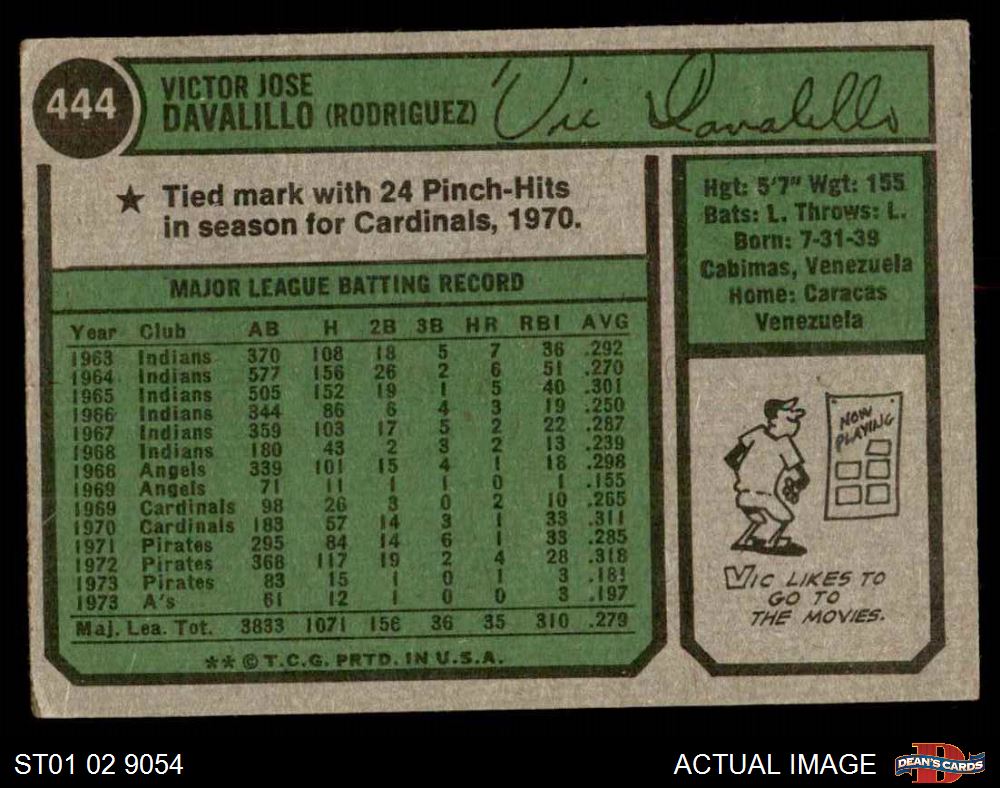 444
VICTOR JOSE
DAVALILLO (RODRIGUEZ)
Vic Davalillo
★ Tied mark with 24 Pinch-Hits
in season for Cardinals, 1970.
MAJOR LEAGUE BATTING RECORD
Year Club AB H 2B 3B HR RBI AVG
1963 Indians 370 108 18 5 7 36 .292
1964 Indians 577 156 26 2 6 51 .270
1965 Indians 505 152 19 1 5 40 .301
1966 Indians 344 86 6 4 3 19 .250
1967 Indians 359 103 17 5 2 22 .287
1968 Indians 180 43 2 3 2 13 .239
1968 Angels 339 101 15 4 1 18 .298
1969 Angels 71 11 1 1 0 1 .155
1969 Cardinals 98 26 3 0 2 10 .265
1970 Cardinals 183 57 14 3 1 33 .311
1971 Pirates 295 84 14 6 1 33 .285
1972 Pirates 368 117 19 2 4 28 .318
1973 Pirates 83 15 1 0 1 3 .181
1973 A's 61 12 1 0 0 3 .197
Maj. Lea. Tot. 3833 1071 156 36 35 310 .279
** © T.C.G. PRTD. IN U.S.A.
Hgt: 5'7" Wgt: 155
Bats: L. Throws: L.
Born: 7-31-39
Cabimas, Venezuela
Home: Caracas
Venezuela
NOW
PLAYING
VIC LIKES TO
GO TO
THE MOVIES.
ST01 02 9054
ACTUAL IMAGE
D
DEAN'S CARDS